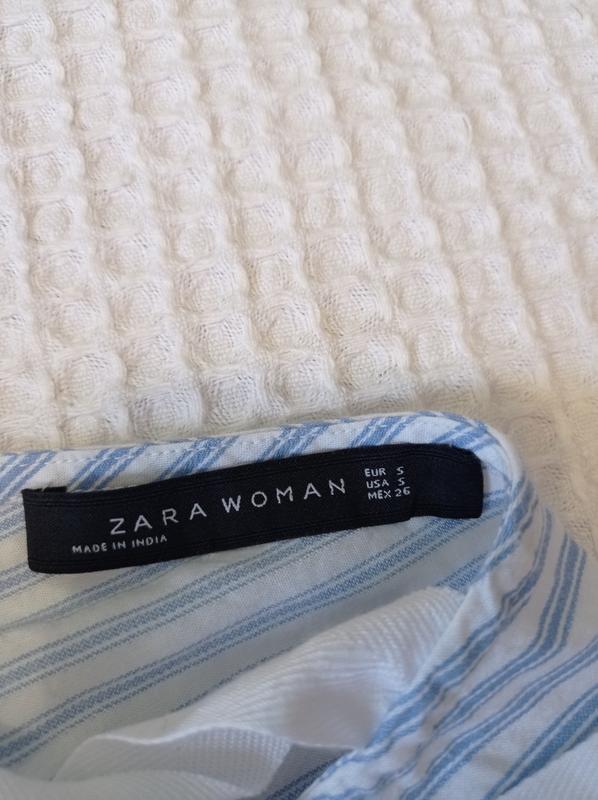 ZARA WOMAN
MADE IN INDIA
EUR S
USA S
MEX 26